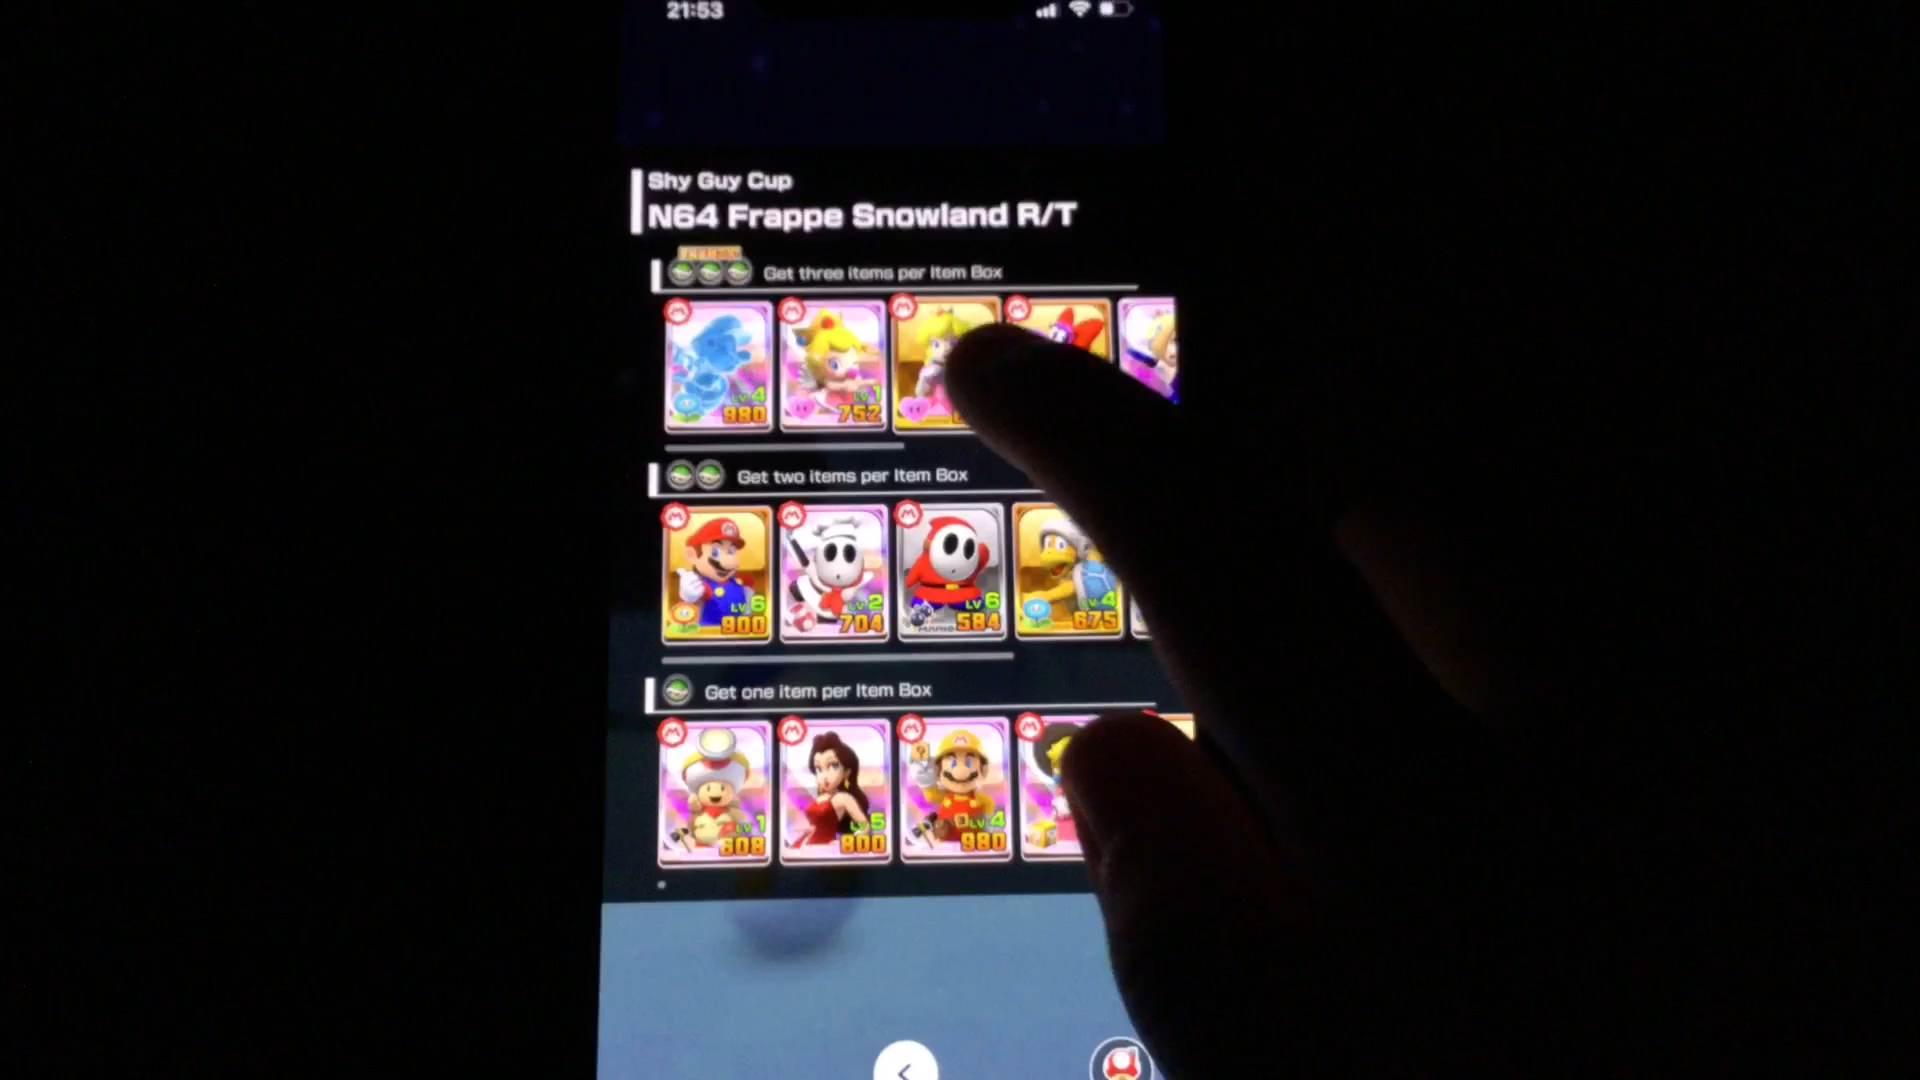 21:53
Shy Guy Cup
N64 Frappe Snowland R/T
Get three items per Item Box
LV 4 LV 1
980 752
Get two items per Item Box
LV 6 LV 2 LV 6 LV 4
900 704 584 675
Get one item per Item Box
LV 1 LV 5 LV 4
608 800 980